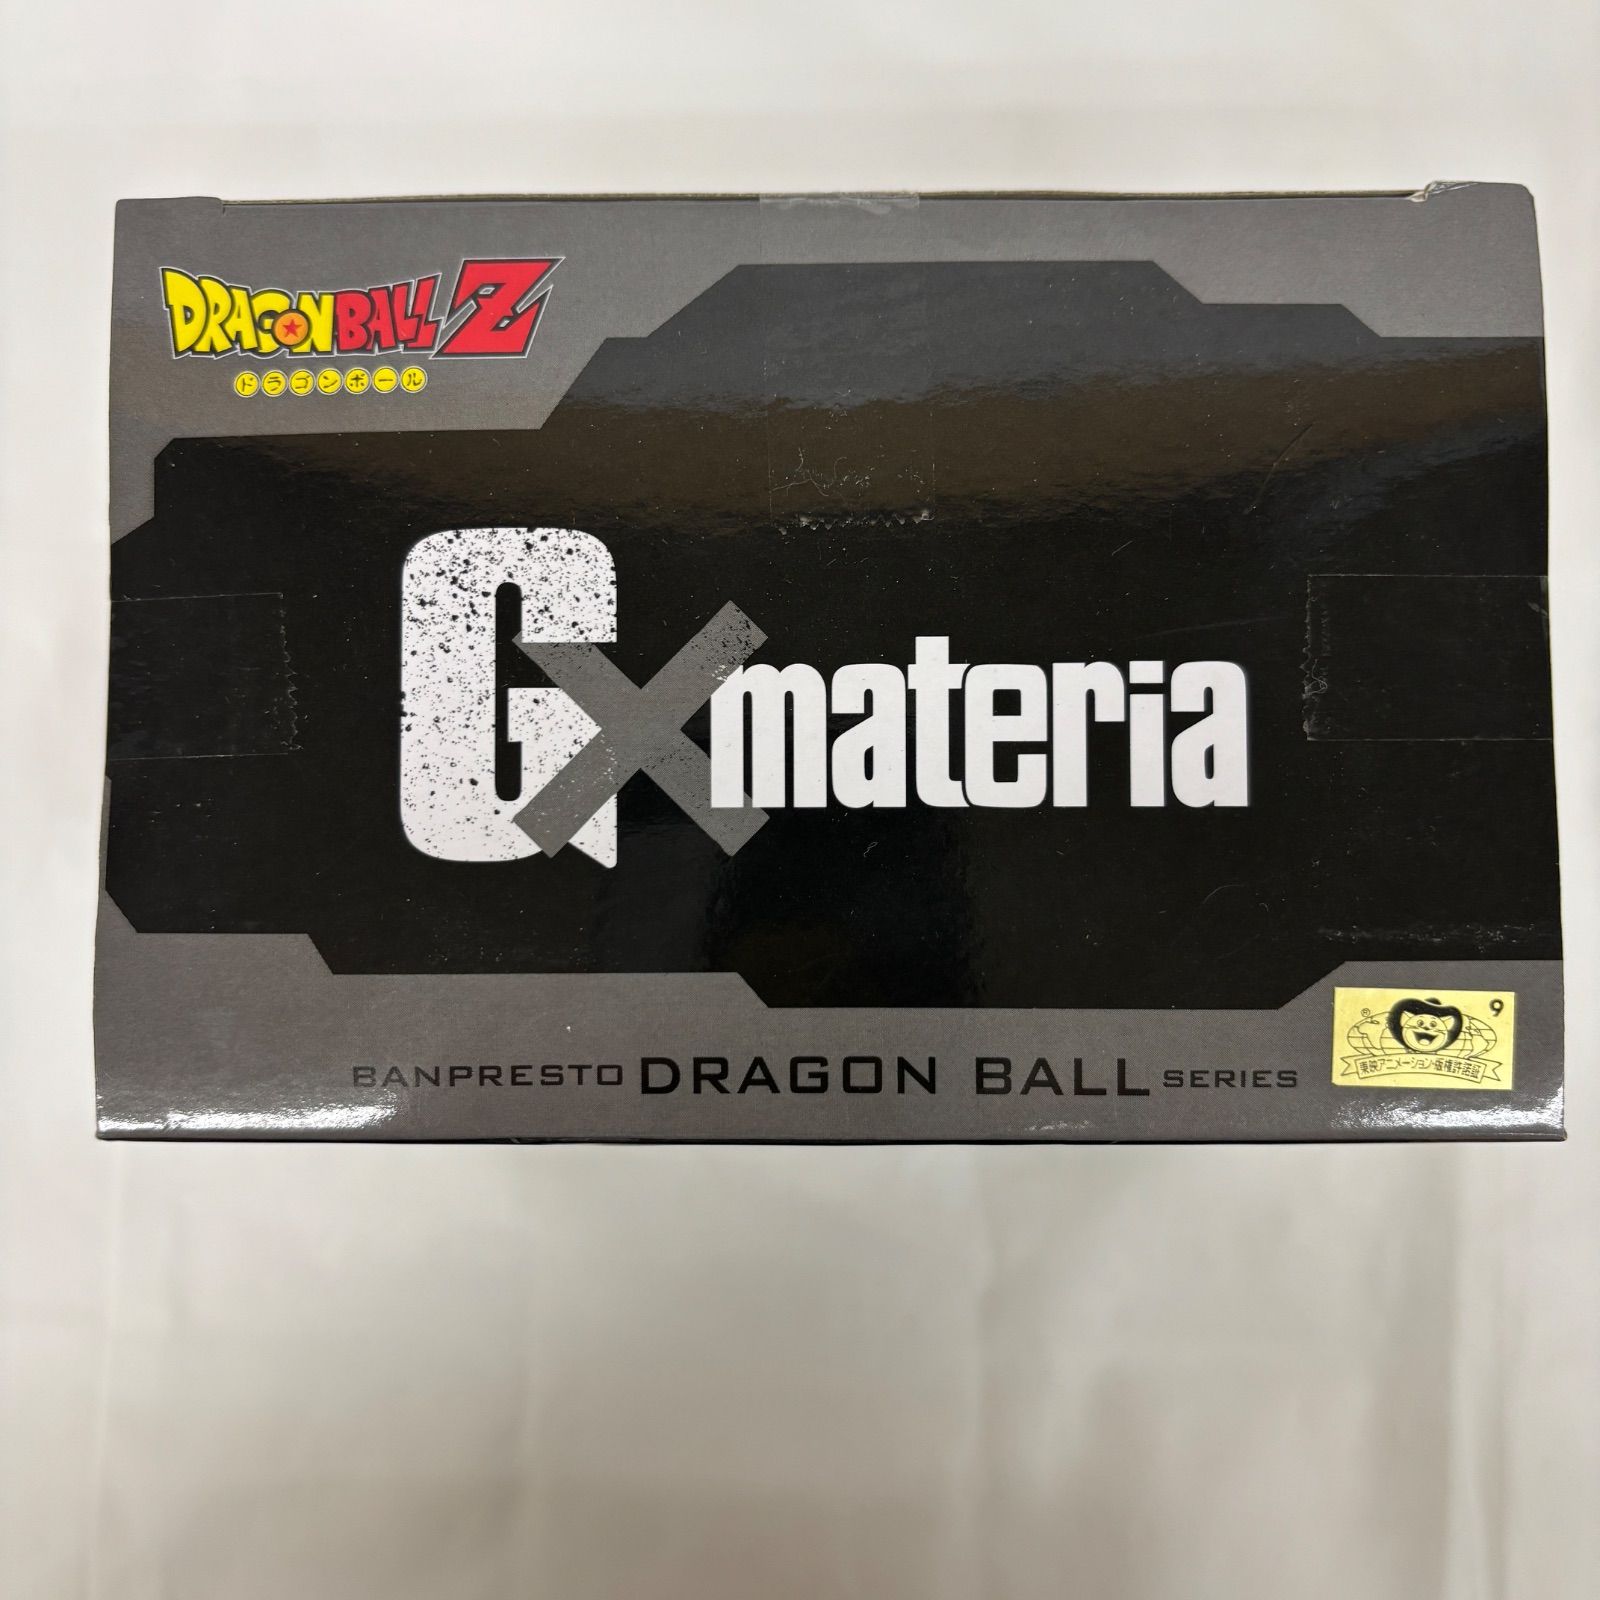 DRAGONBALL Z
ドラゴンボール
G×materia
BANPRESTO DRAGON BALL SERIES
9
®
東映アニメーション・版権許諾証